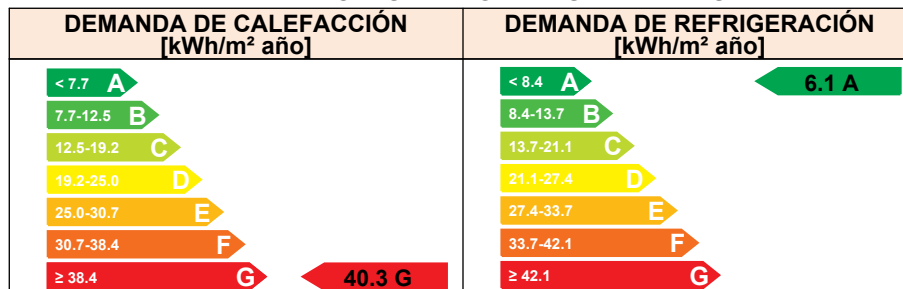 DEMANDA DE CALEFACCIÓN
[kWh/m² año]
< 7.7 A
7.7-12.5 B
12.5-19.2 C
19.2-25.0 D
25.0-30.7 E
30.7-38.4 F
≥ 38.4 G
40.3 G
DEMANDA DE REFRIGERACIÓN
[kWh/m² año]
< 8.4 A
6.1 A
8.4-13.7 B
13.7-21.1 C
21.1-27.4 D
27.4-33.7 E
33.7-42.1 F
≥ 42.1 G